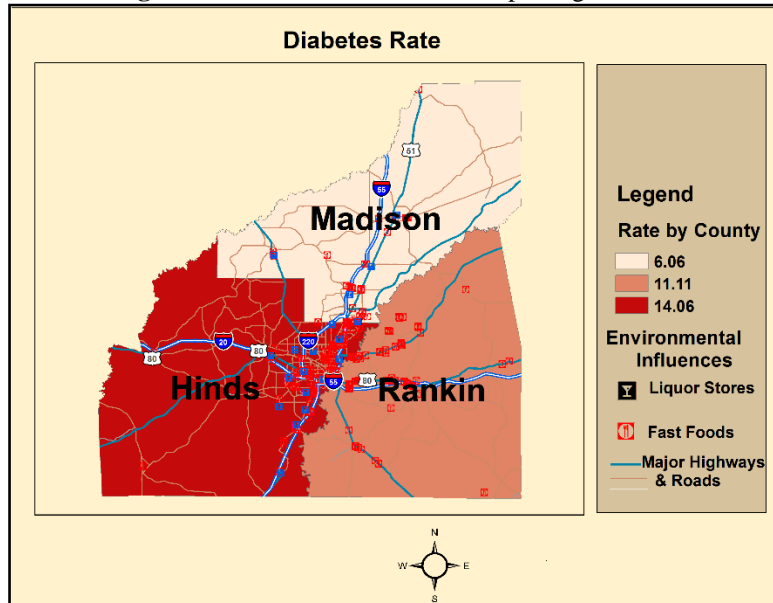 Diabetes Rate
51
55
Madison
20
80
80
220
Hinds
55
80
Rankin
Legend
Rate by County
6.06
11.11
14.06
Environmental
Influences
Liquor Stores
Fast Foods
Major Highways
& Roads
N
W
E
S